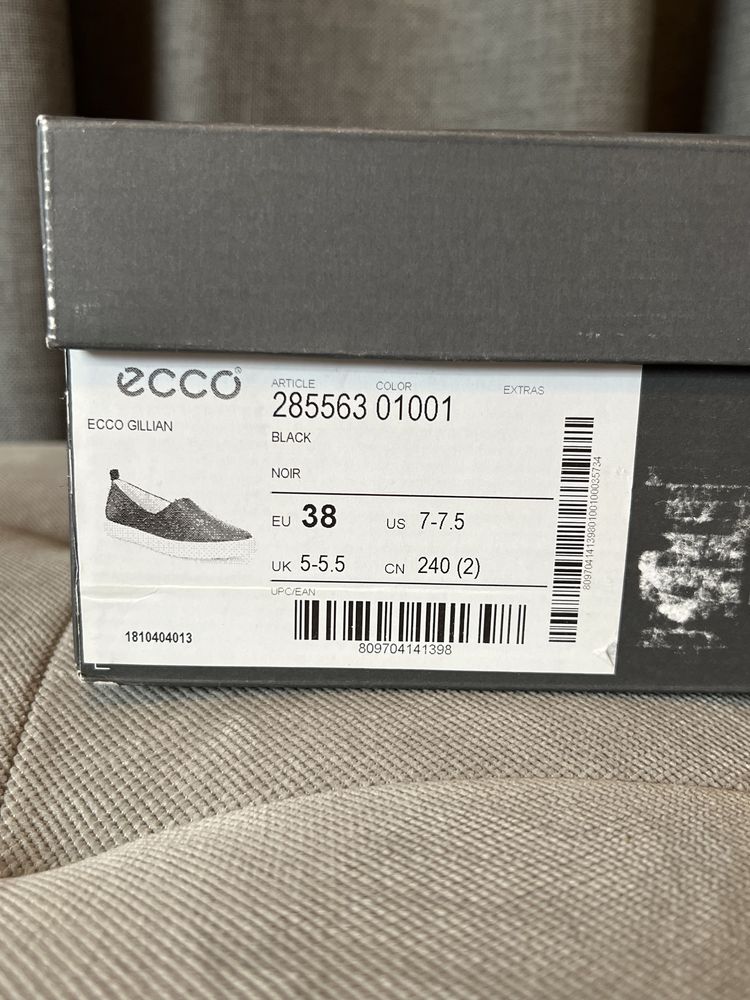 ecco®
ECCO GILLIAN
1810404013
ARTICLE COLOR EXTRAS
285563 01001
BLACK
NOIR
EU 38 US 7-7.5
UK 5-5.5 CN 240 (2)
UPC/EAN
809704141398
8097041413980100100035734